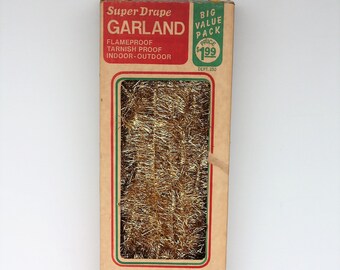 Super Drape
GARLAND
FLAMEPROOF
TARNISH PROOF
INDOOR-OUTDOOR
BIG
VALUE
PACK
$1.99